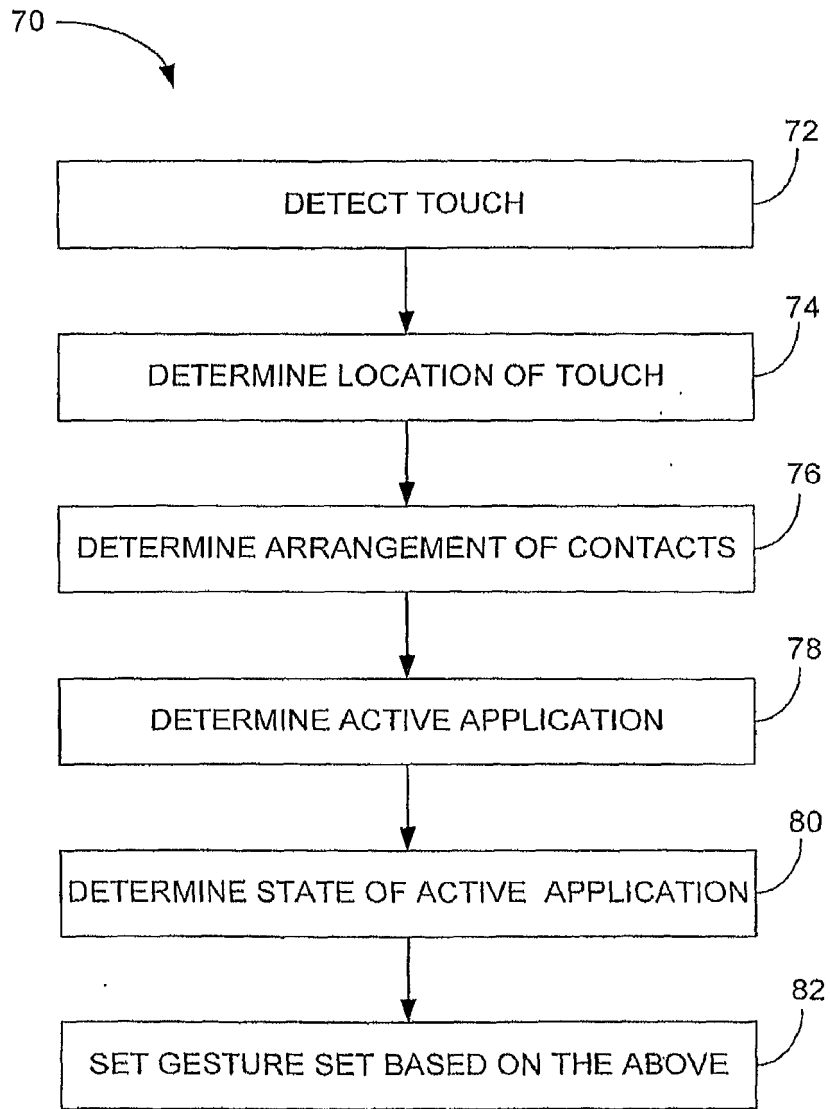 70
72
DETECT TOUCH
74
DETERMINE LOCATION OF TOUCH
76
DETERMINE ARRANGEMENT OF CONTACTS
78
DETERMINE ACTIVE APPLICATION
80
DETERMINE STATE OF ACTIVE APPLICATION
82
SET GESTURE SET BASED ON THE ABOVE